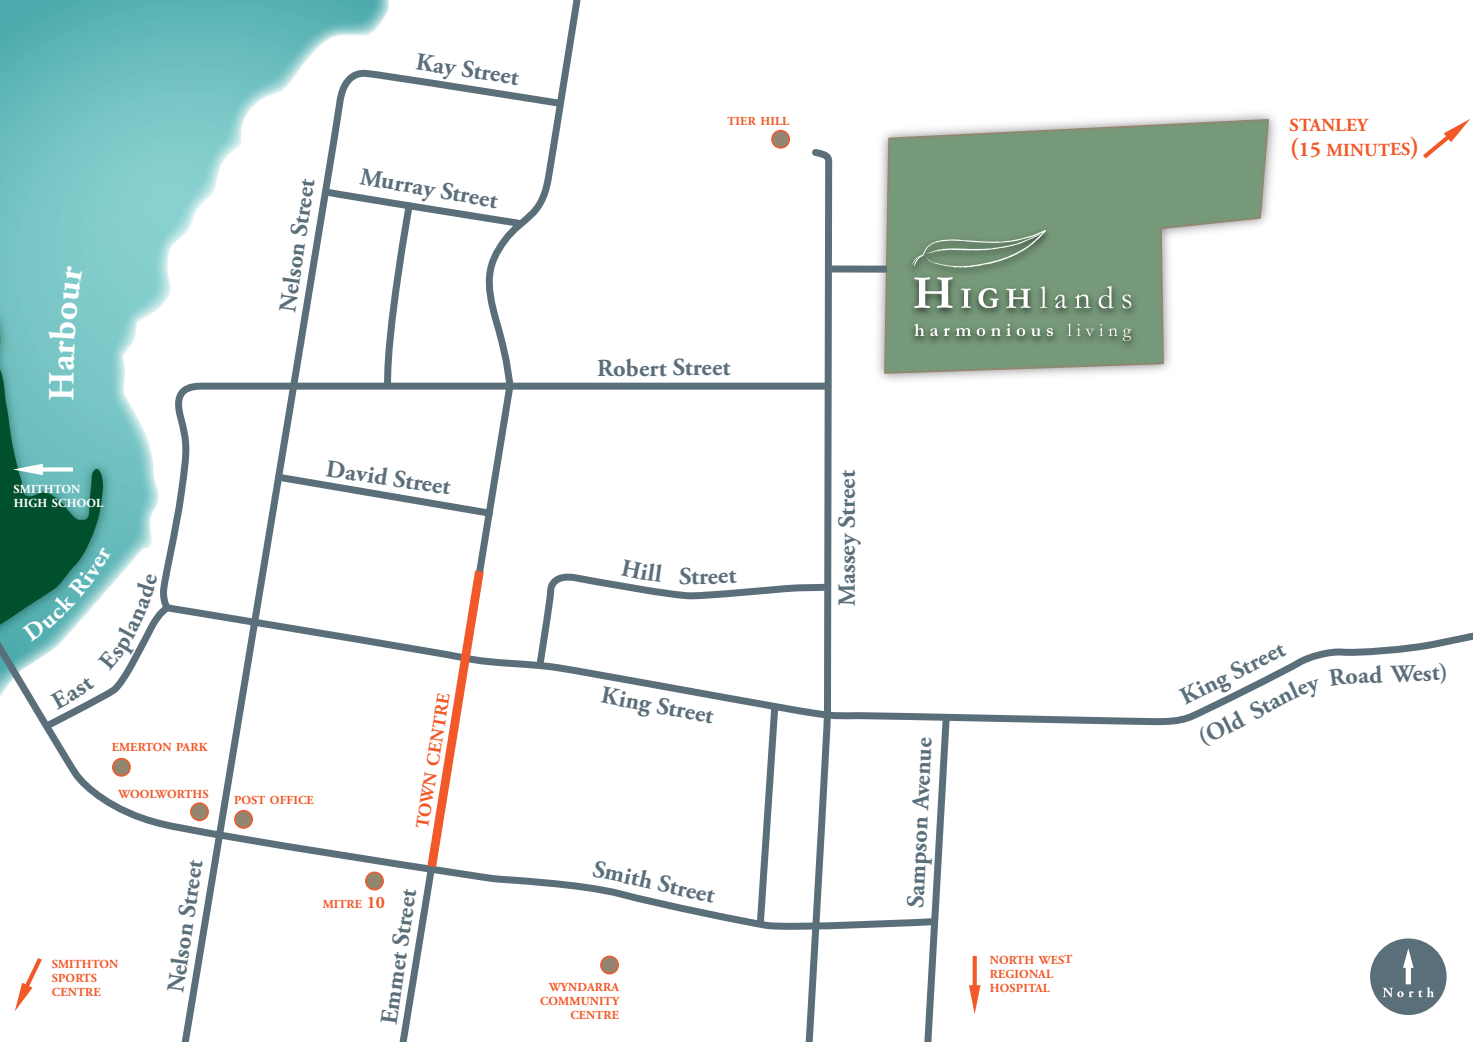 Kay Street
TIER HILL
STANLEY
(15 MINUTES)
Murray Street
Nelson Street
Harbour
HIGHlands
harmonious living
Robert Street
David Street
SMITHTON
HIGH SCHOOL
Massey Street
Hill Street
Duck River
East Esplanade
King Street
King Street
(Old Stanley Road West)
TOWN CENTRE
EMERTON PARK
WOOLWORTHS
POST OFFICE
Sampson Avenue
Smith Street
MITRE 10
Nelson Street
Emmet Street
SMITHTON
SPORTS
CENTRE
WYNDARRA
COMMUNITY
CENTRE
NORTH WEST
REGIONAL
HOSPITAL
North